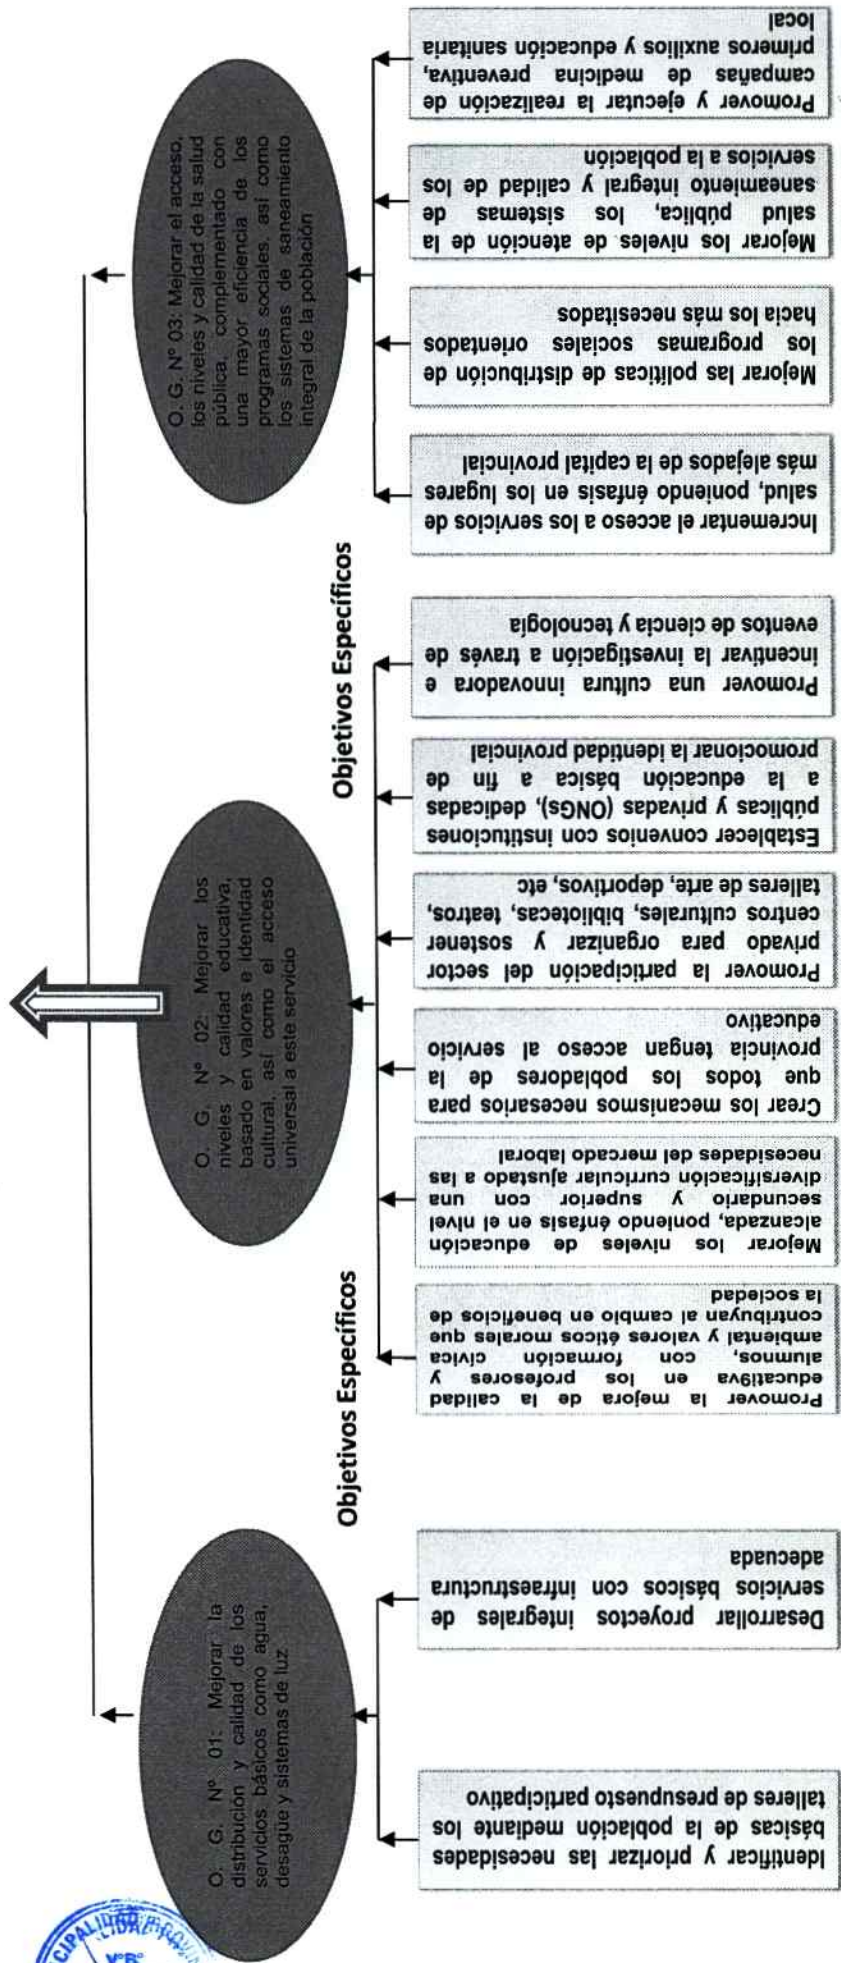 O. G. Nº 01: Mejorar la
distribución y calidad de los
servicios básicos como agua,
desagüe y sistemas de luz
O. G. Nº 02: Mejorar los
niveles y calidad educativa,
basado en valores e identidad
cultural, así como el acceso
universal a este servicio
O. G. Nº 03: Mejorar el acceso,
los niveles y calidad de la salud
pública, complementado con
una mayor eficiencia de los
programas sociales, así como
los sistemas de saneamiento
integral de la población
Objetivos Específicos
Objetivos Específicos
Identificar y priorizar las necesidades
básicas de la población mediante los
talleres de presupuesto participativo
Desarrollar proyectos integrales de
servicios básicos con infraestructura
adecuada
Promover la mejora de la calidad
educati9va en los profesores y
alumnos, con formación cívica
ambiental y valores éticos morales que
contribuyan al cambio en beneficios de
la sociedad
Mejorar los niveles de educación
alcanzada, poniendo énfasis en el nivel
secundario y superior con una
diversificación curricular ajustado a las
necesidades del mercado laboral
Crear los mecanismos necesarios para
que todos los pobladores de la
provincia tengan acceso al servicio
educativo
Promover la participación del sector
privado para organizar y sostener
centros culturales, bibliotecas, teatros,
talleres de arte, deportivos, etc
Establecer convenios con instituciones
públicas y privadas (ONGs), dedicadas
a la educación básica a fin de
promocionar la identidad provincial
Promover una cultura innovadora e
incentivar la investigación a través de
eventos de ciencia y tecnología
Incrementar el acceso a los servicios de
salud, poniendo énfasis en los lugares
más alejados de la capital provincial
Mejorar las políticas de distribución de
los programas sociales orientados
hacia los más necesitados
Mejorar los niveles de atención de la
salud pública, los sistemas de
saneamiento integral y calidad de los
servicios a la población
Promover y ejecutar la realización de
campañas de medicina preventiva,
primeros auxilios y educación sanitaria
local
VºBº